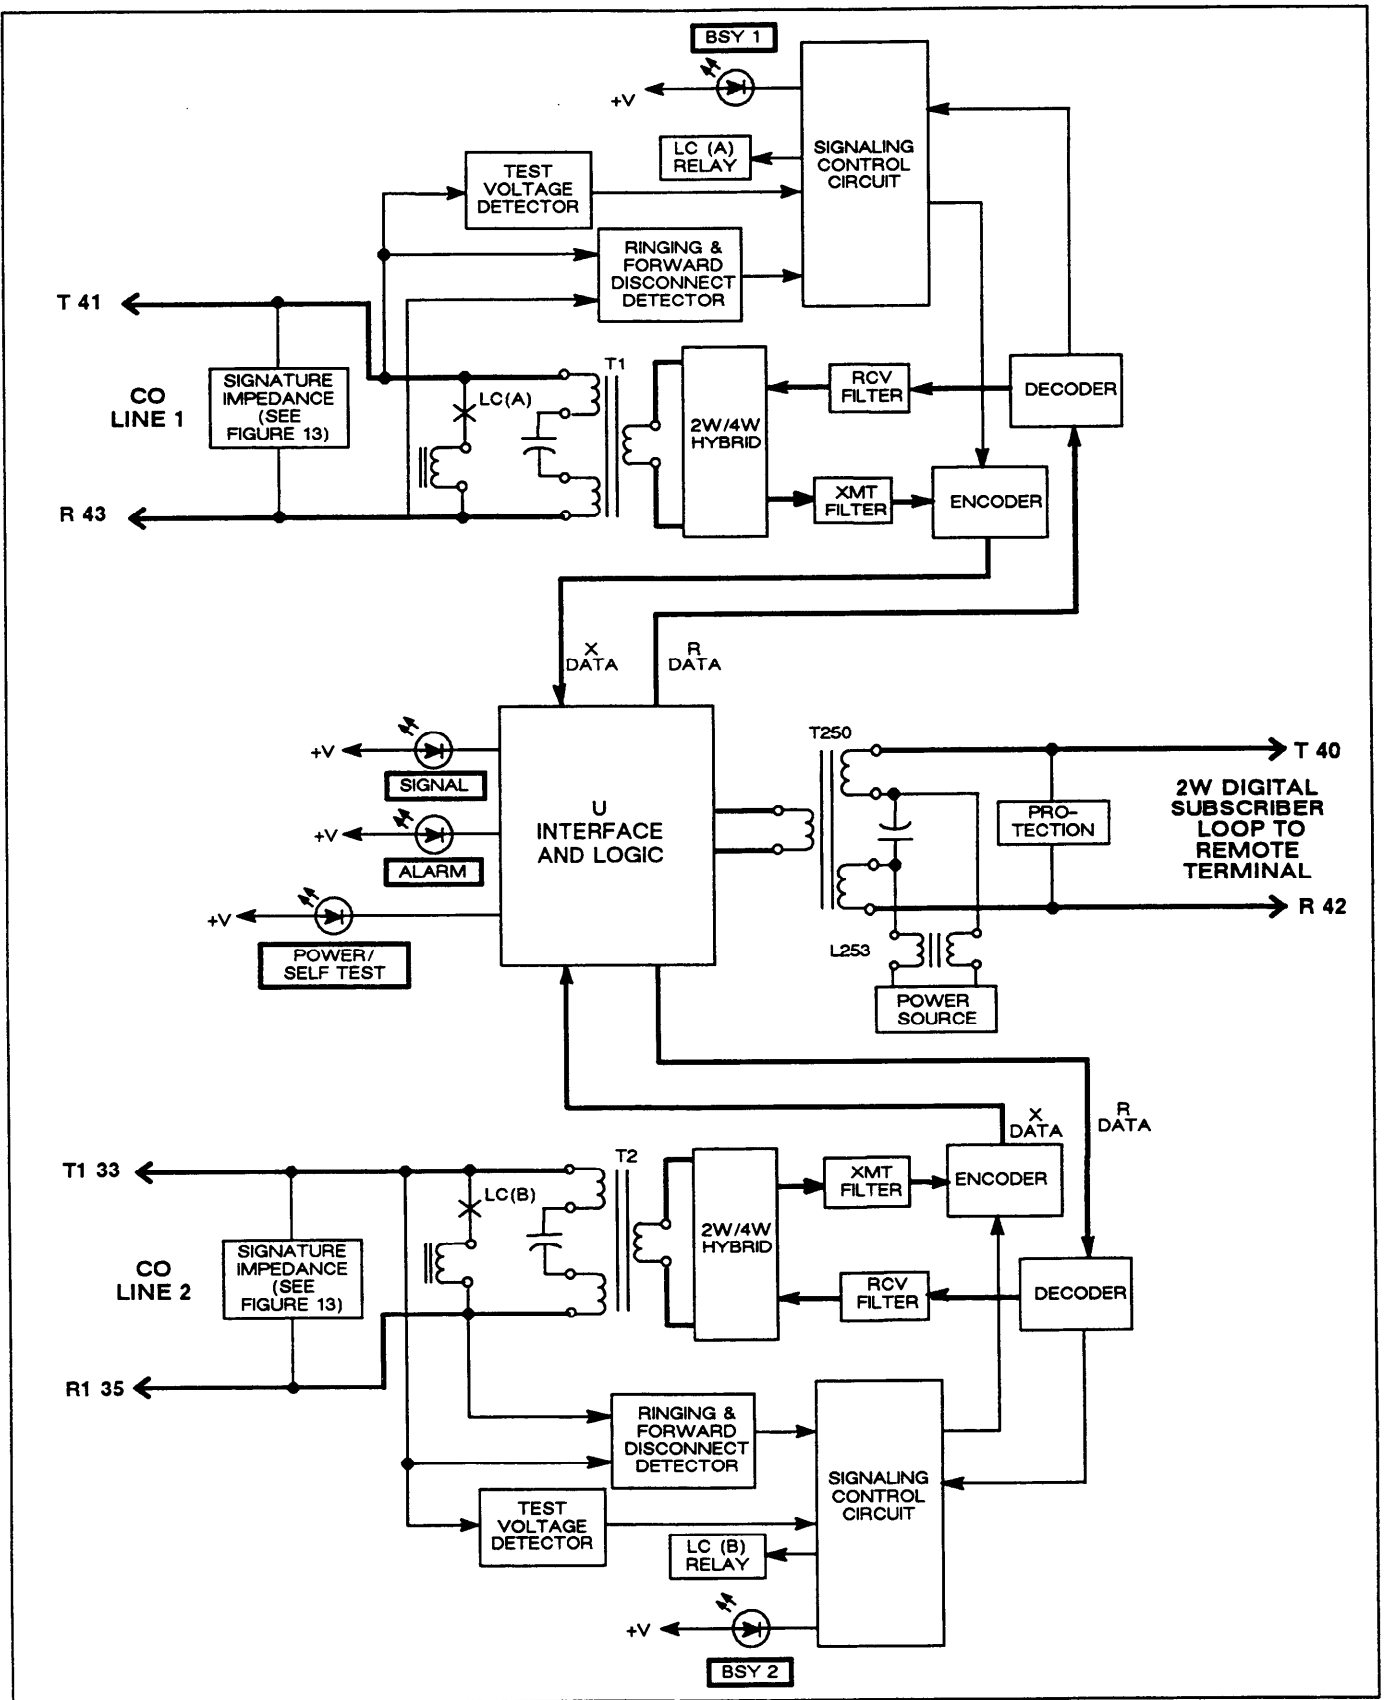 BSY 1
+V
LC (A)
RELAY
SIGNALING
CONTROL
CIRCUIT
TEST
VOLTAGE
DETECTOR
RINGING &
FORWARD
DISCONNECT
DETECTOR
T 41
CO
LINE 1
SIGNATURE
IMPEDANCE
(SEE
FIGURE 13)
LC(A)
T1
2W/4W
HYBRID
RCV
FILTER
DECODER
XMT
FILTER
ENCODER
R 43
X
DATA
R
DATA
+V
SIGNAL
+V
ALARM
+V
POWER/
SELF TEST
U
INTERFACE
AND LOGIC
T250
T 40
PRO-
TECTION
2W DIGITAL
SUBSCRIBER
LOOP TO
REMOTE
TERMINAL
R 42
L253
POWER
SOURCE
X
DATA
R
DATA
T1 33
CO
LINE 2
SIGNATURE
IMPEDANCE
(SEE
FIGURE 13)
LC(B)
T2
2W/4W
HYBRID
XMT
FILTER
ENCODER
RCV
FILTER
DECODER
R1 35
RINGING &
FORWARD
DISCONNECT
DETECTOR
TEST
VOLTAGE
DETECTOR
SIGNALING
CONTROL
CIRCUIT
LC (B)
RELAY
+V
BSY 2